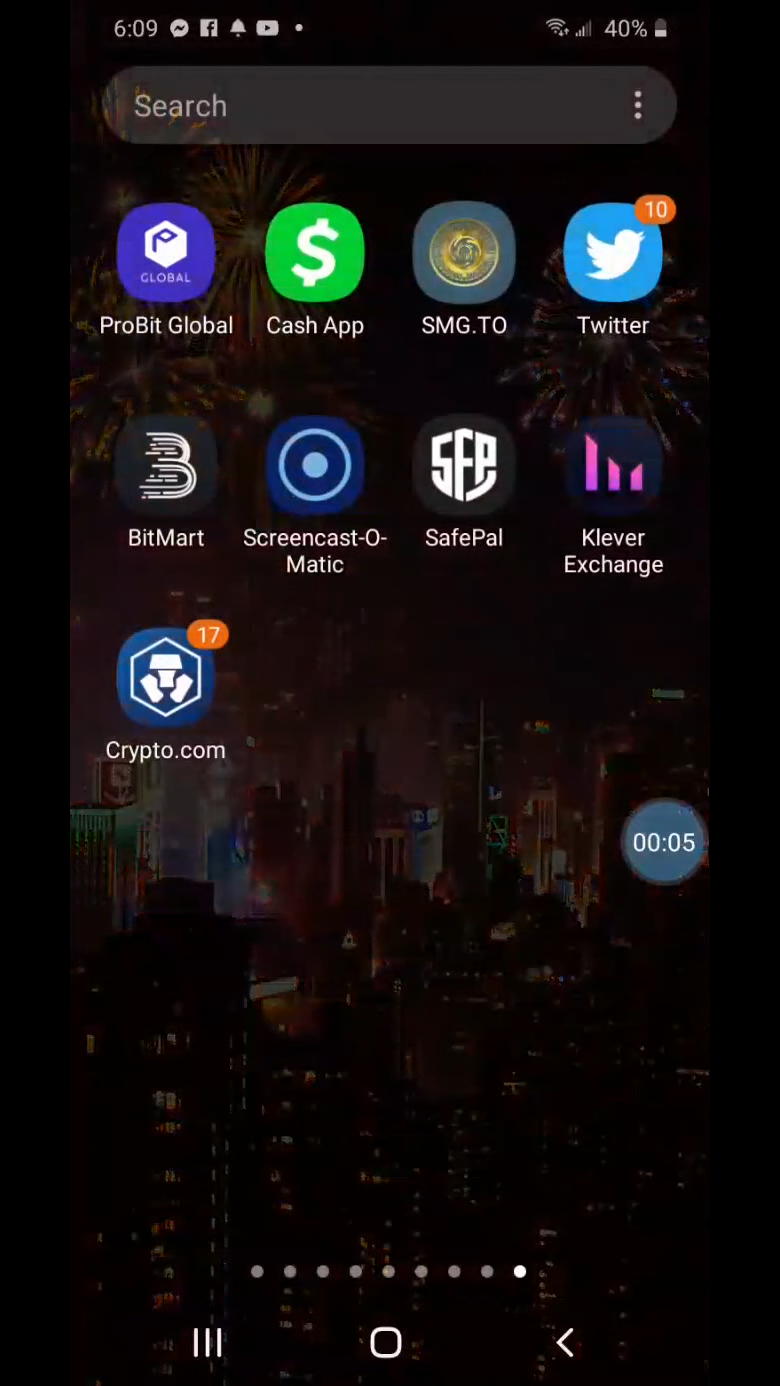 6:09 40%
Search
10
GLOBAL
ProBit Global Cash App SMG.TO Twitter
SFP
BitMart Screencast-O-
Matic SafePal Klever
Exchange
17
Crypto.com
00:05